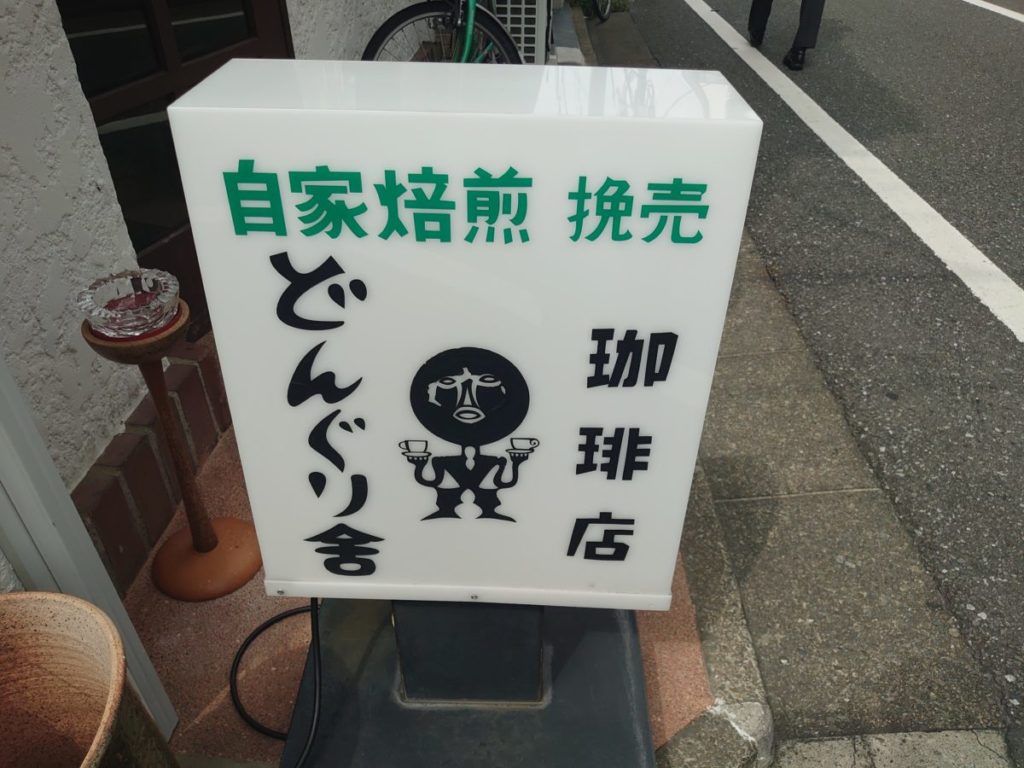 自家焙煎 挽売
珈琲店
どんぐり舎